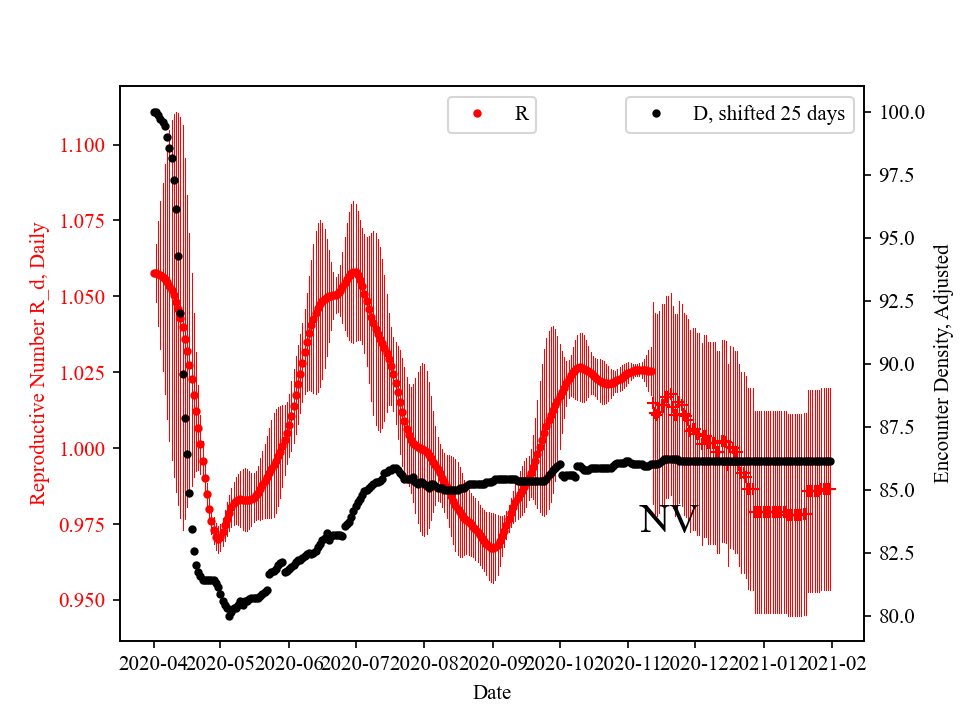 R
D, shifted 25 days
Reproductive Number R_d, Daily
1.100
1.075
1.050
1.025
1.000
0.975
0.950
100.0
97.5
95.0
92.5
90.0
87.5
85.0
82.5
80.0
Encounter Density, Adjusted
NV
2020-04 2020-05 2020-06 2020-07 2020-08 2020-09 2020-10 2020-11 2020-12 2021-01 2021-02
Date